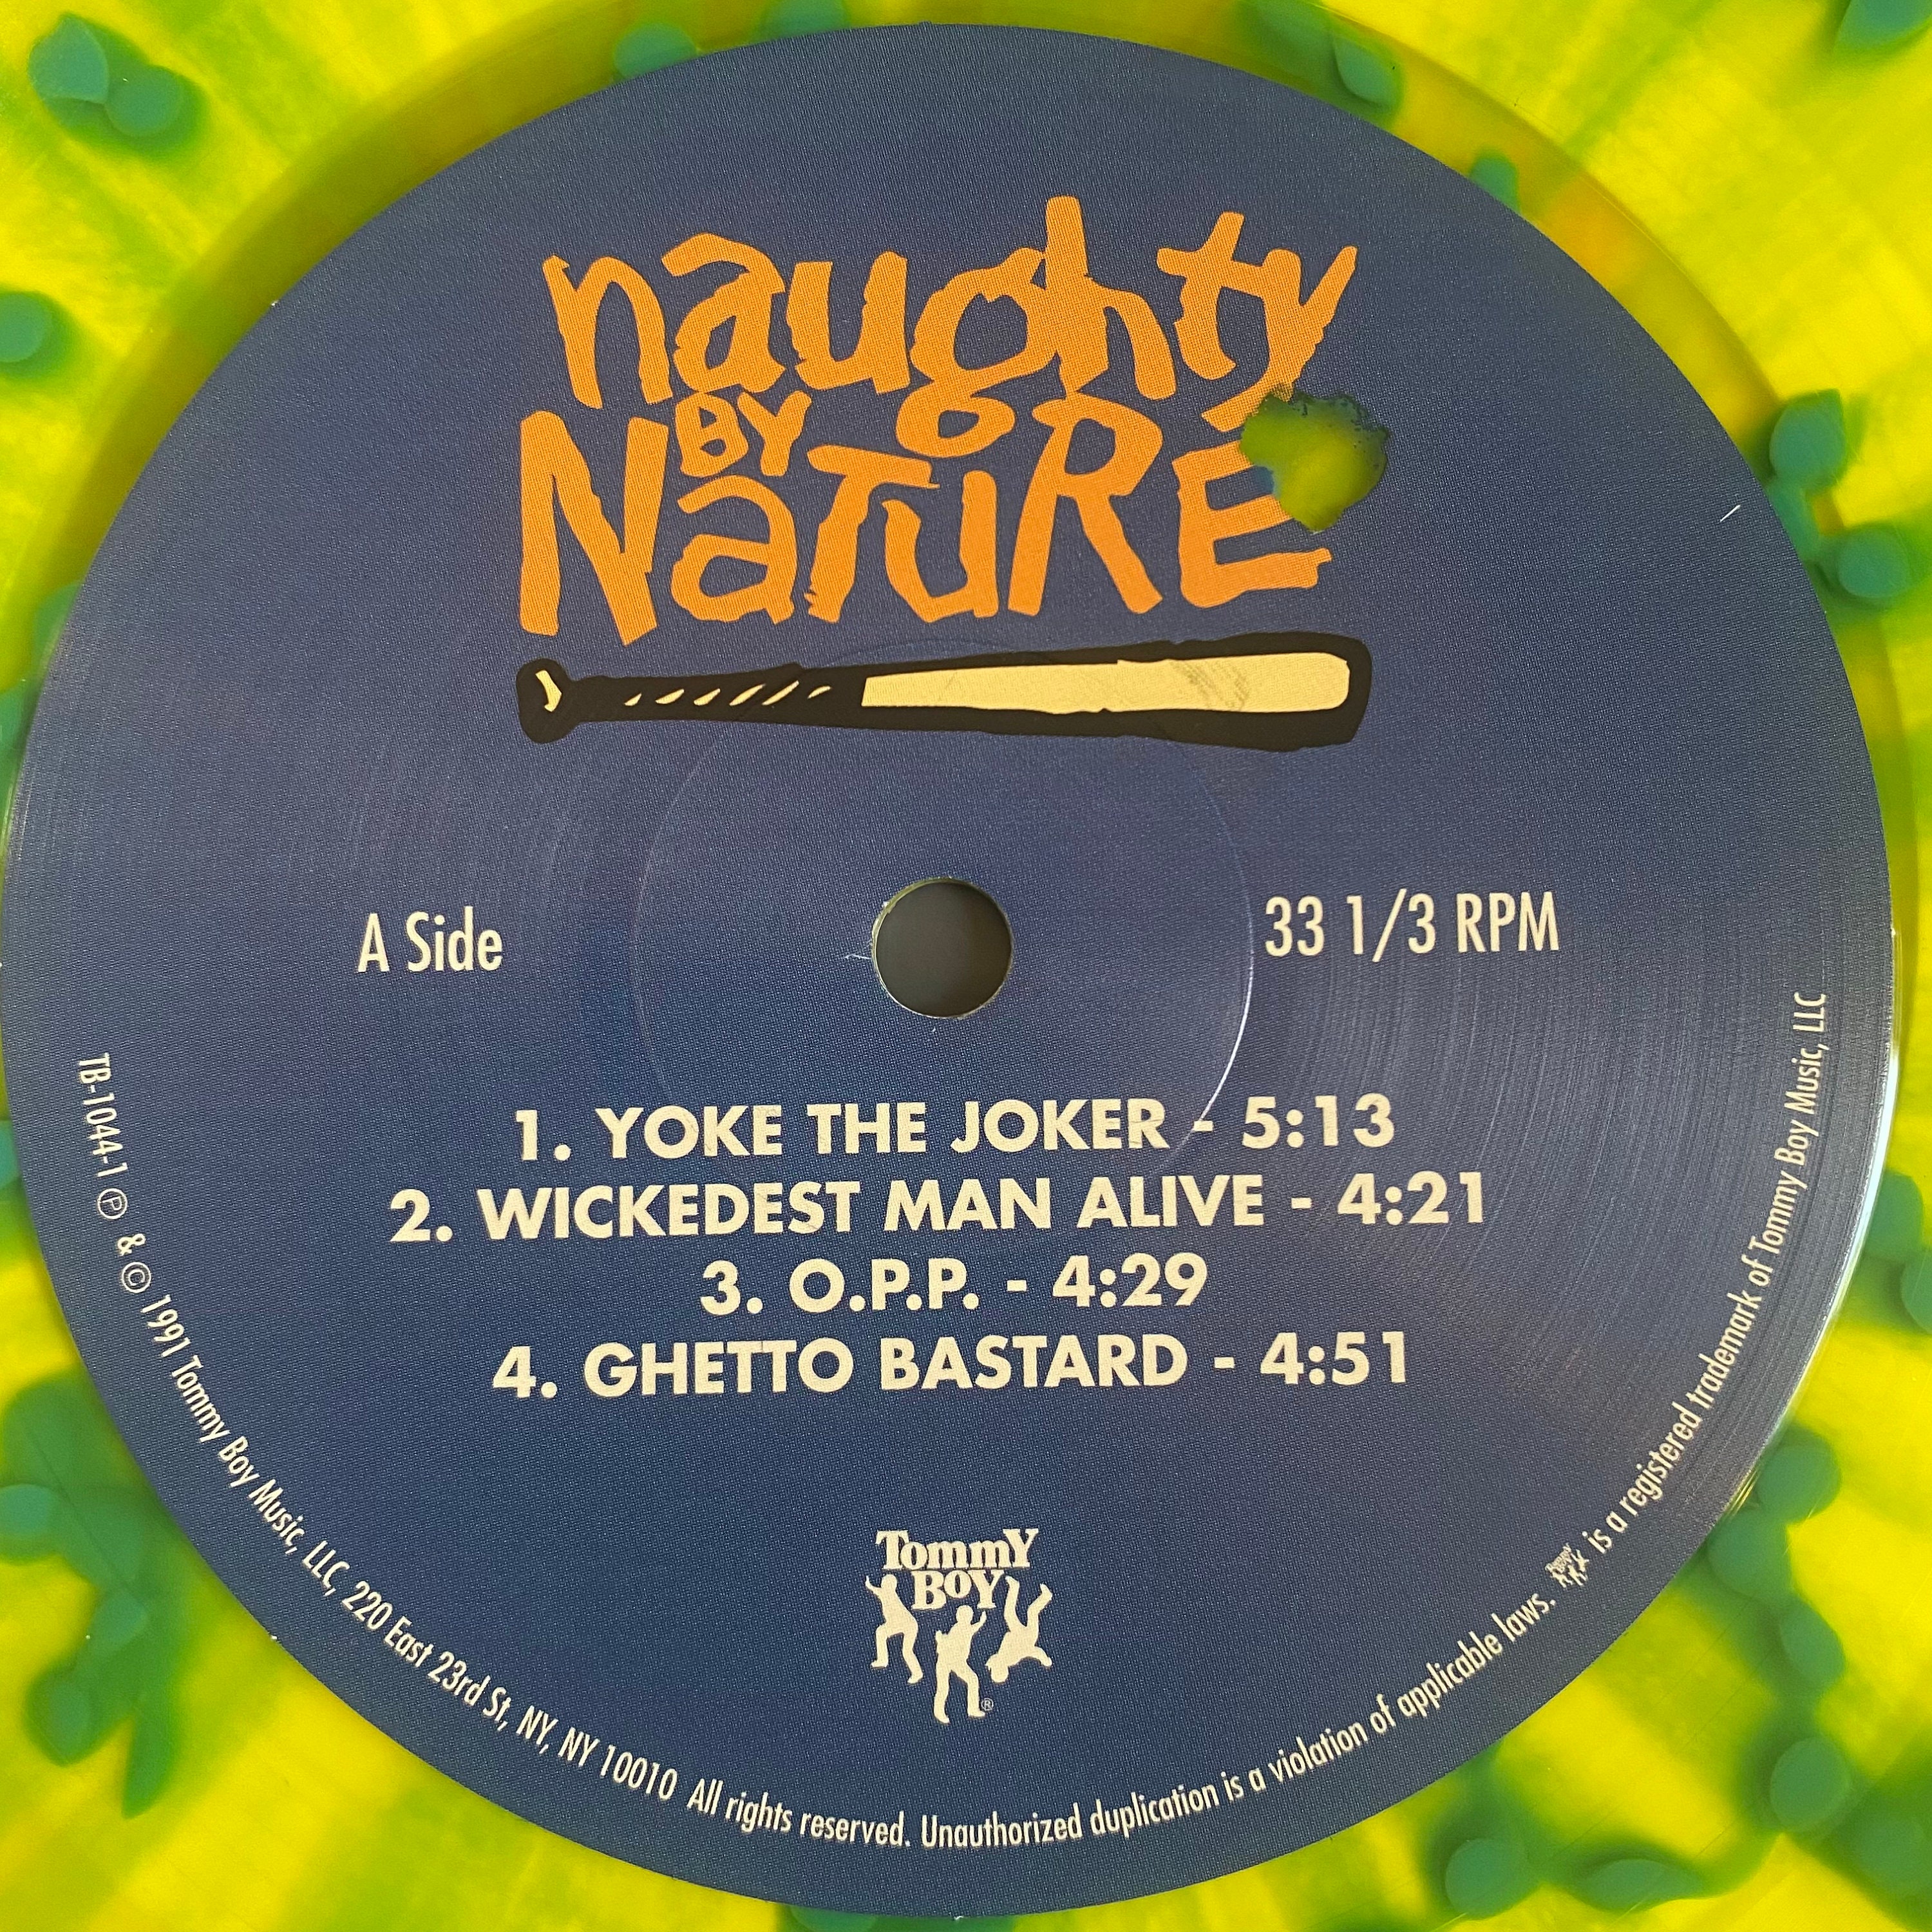 naughty
BY
NaTuRE
A Side
33 1/3 RPM
1. YOKE THE JOKER - 5:13
2. WICKEDEST MAN ALIVE - 4:21
3. O.P.P. - 4:29
4. GHETTO BASTARD - 4:51
TommY
BOY
®
TB-1044-1 ℗ & © 1991 Tommy Boy Music, LLC, 220 East 23rd St, NY, NY 10010 All rights reserved. Unauthorized duplication is a violation of applicable laws. is a registered trademark of Tommy Boy Music, LLC